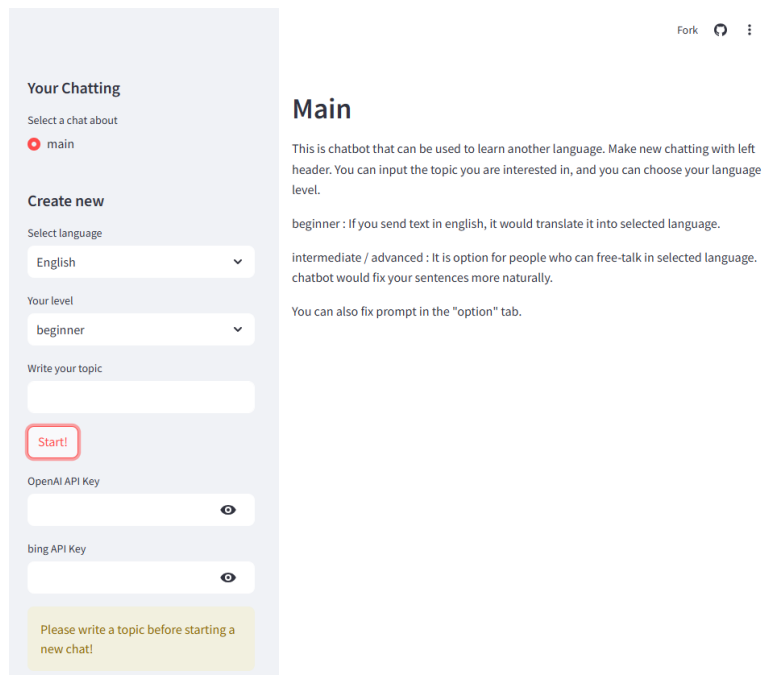 Fork
Your Chatting
Select a chat about
main
Create new
Select language
English
Your level
beginner
Write your topic
Start!
OpenAI API Key
bing API Key
Please write a topic before starting a
new chat!
Main
This is chatbot that can be used to learn another language. Make new chatting with left
header. You can input the topic you are interested in, and you can choose your language
level.
beginner : If you send text in english, it would translate it into selected language.
intermediate / advanced : It is option for people who can free-talk in selected language.
chatbot would fix your sentences more naturally.
You can also fix prompt in the "option" tab.